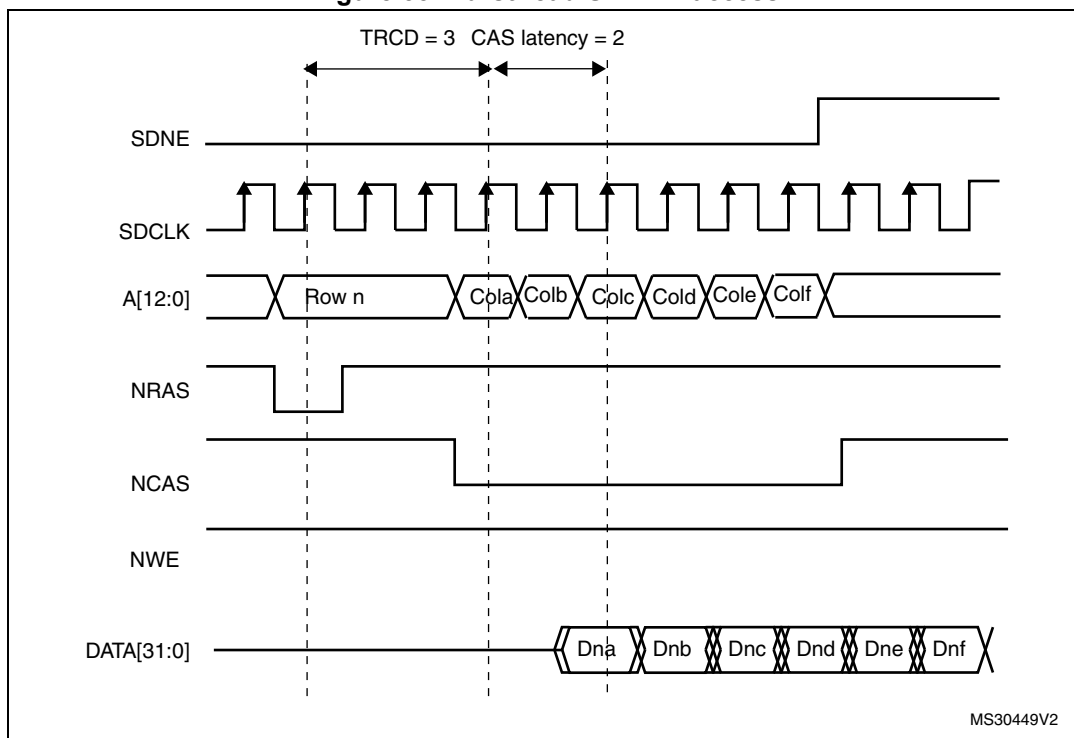 TRCD = 3 CAS latency = 2
SDNE
SDCLK
A[12:0]
Row n
Cola
Colb
Colc
Cold
Cole
Colf
NRAS
NCAS
NWE
DATA[31:0]
Dna
Dnb
Dnc
Dnd
Dne
Dnf
MS30449V2